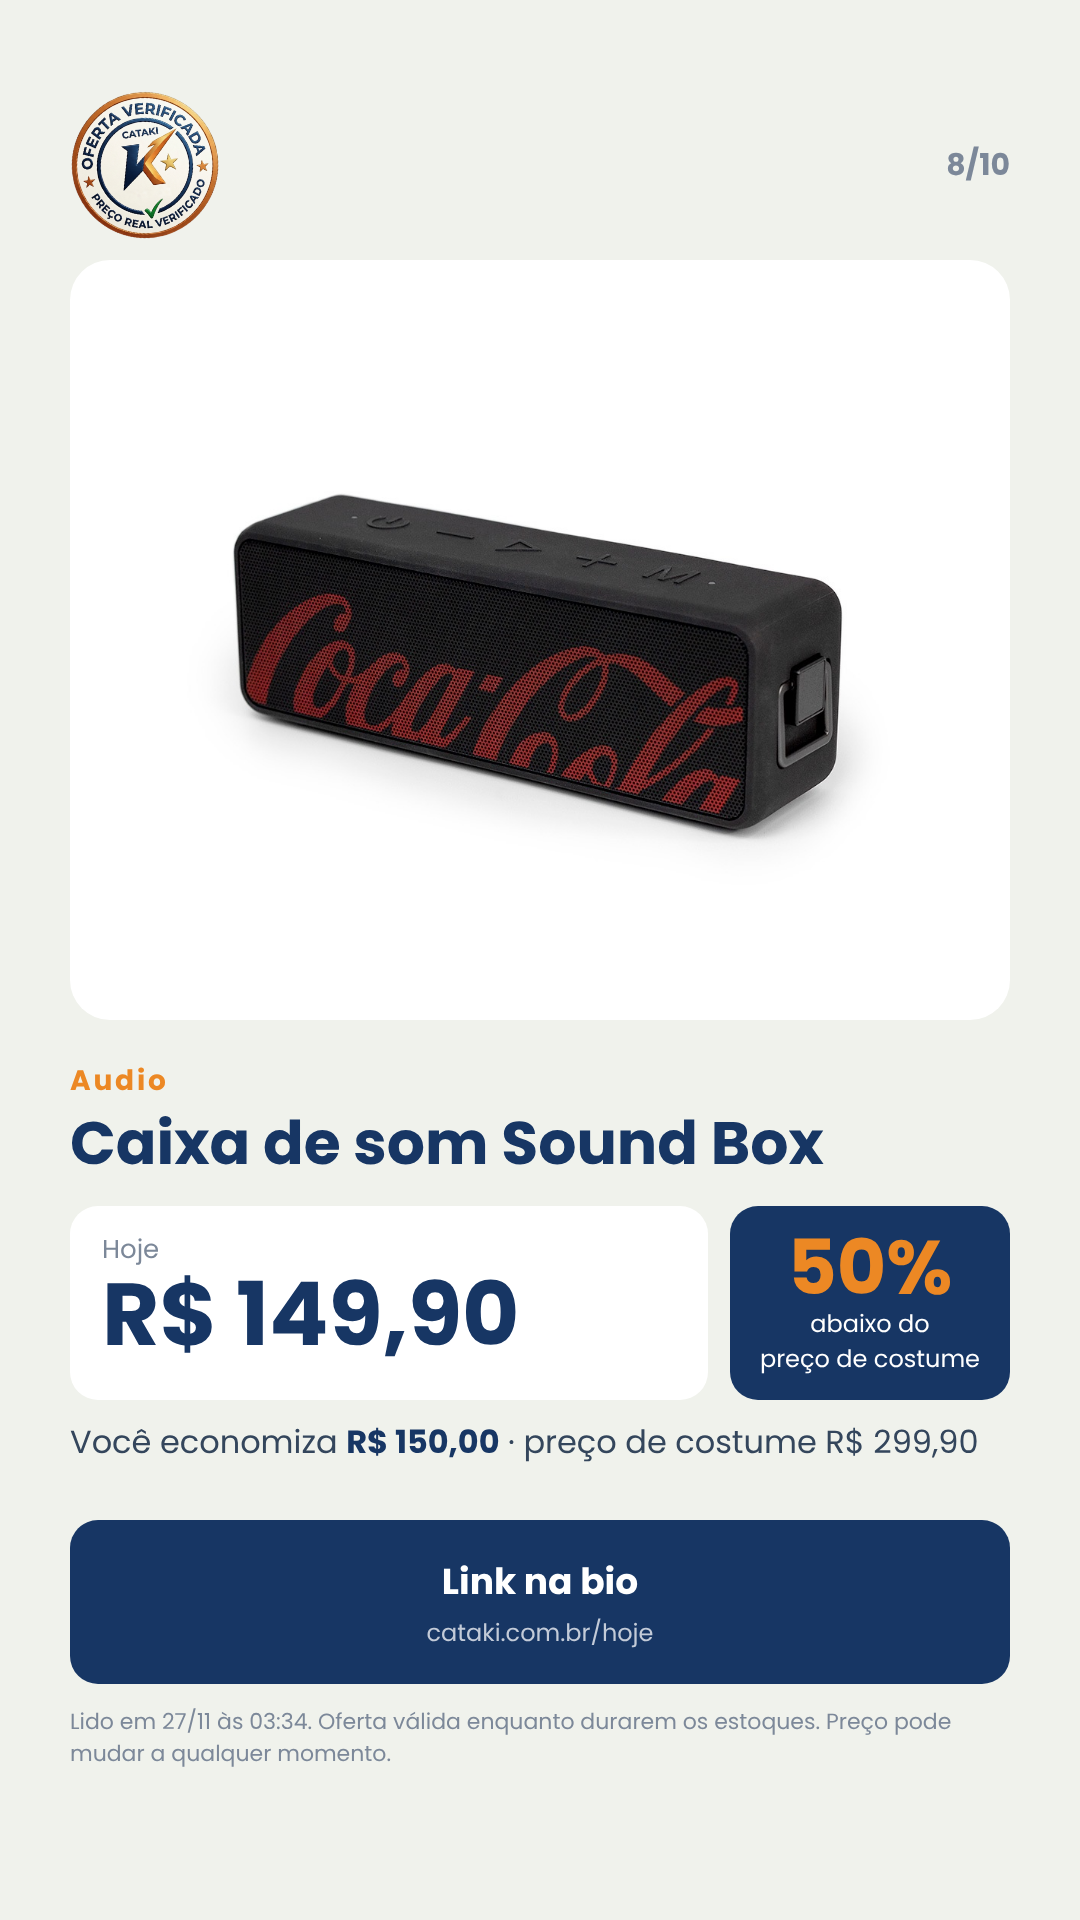 OFERTA VERIFICADA
CATAKI
K
PREÇO REAL VERIFICADO
8/10
Coca-Cola
M
Audio
Caixa de som Sound Box
Hoje
R$ 149,90
50%
abaixo do
preço de costume
Você economiza R$ 150,00 · preço de costume R$ 299,90
Link na bio
cataki.com.br/hoje
Lido em 27/11 às 03:34. Oferta válida enquanto durarem os estoques. Preço pode
mudar a qualquer momento.